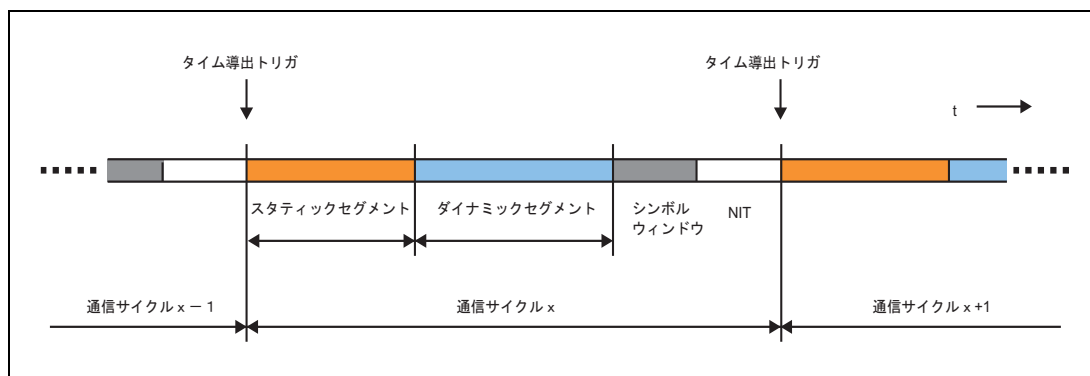 タイム導出トリガ
タイム導出トリガ
t
スタティックセグメント
ダイナミックセグメント
シンボル
ウィンドウ
NIT
通信サイクル x － 1
通信サイクル x
通信サイクル x +1